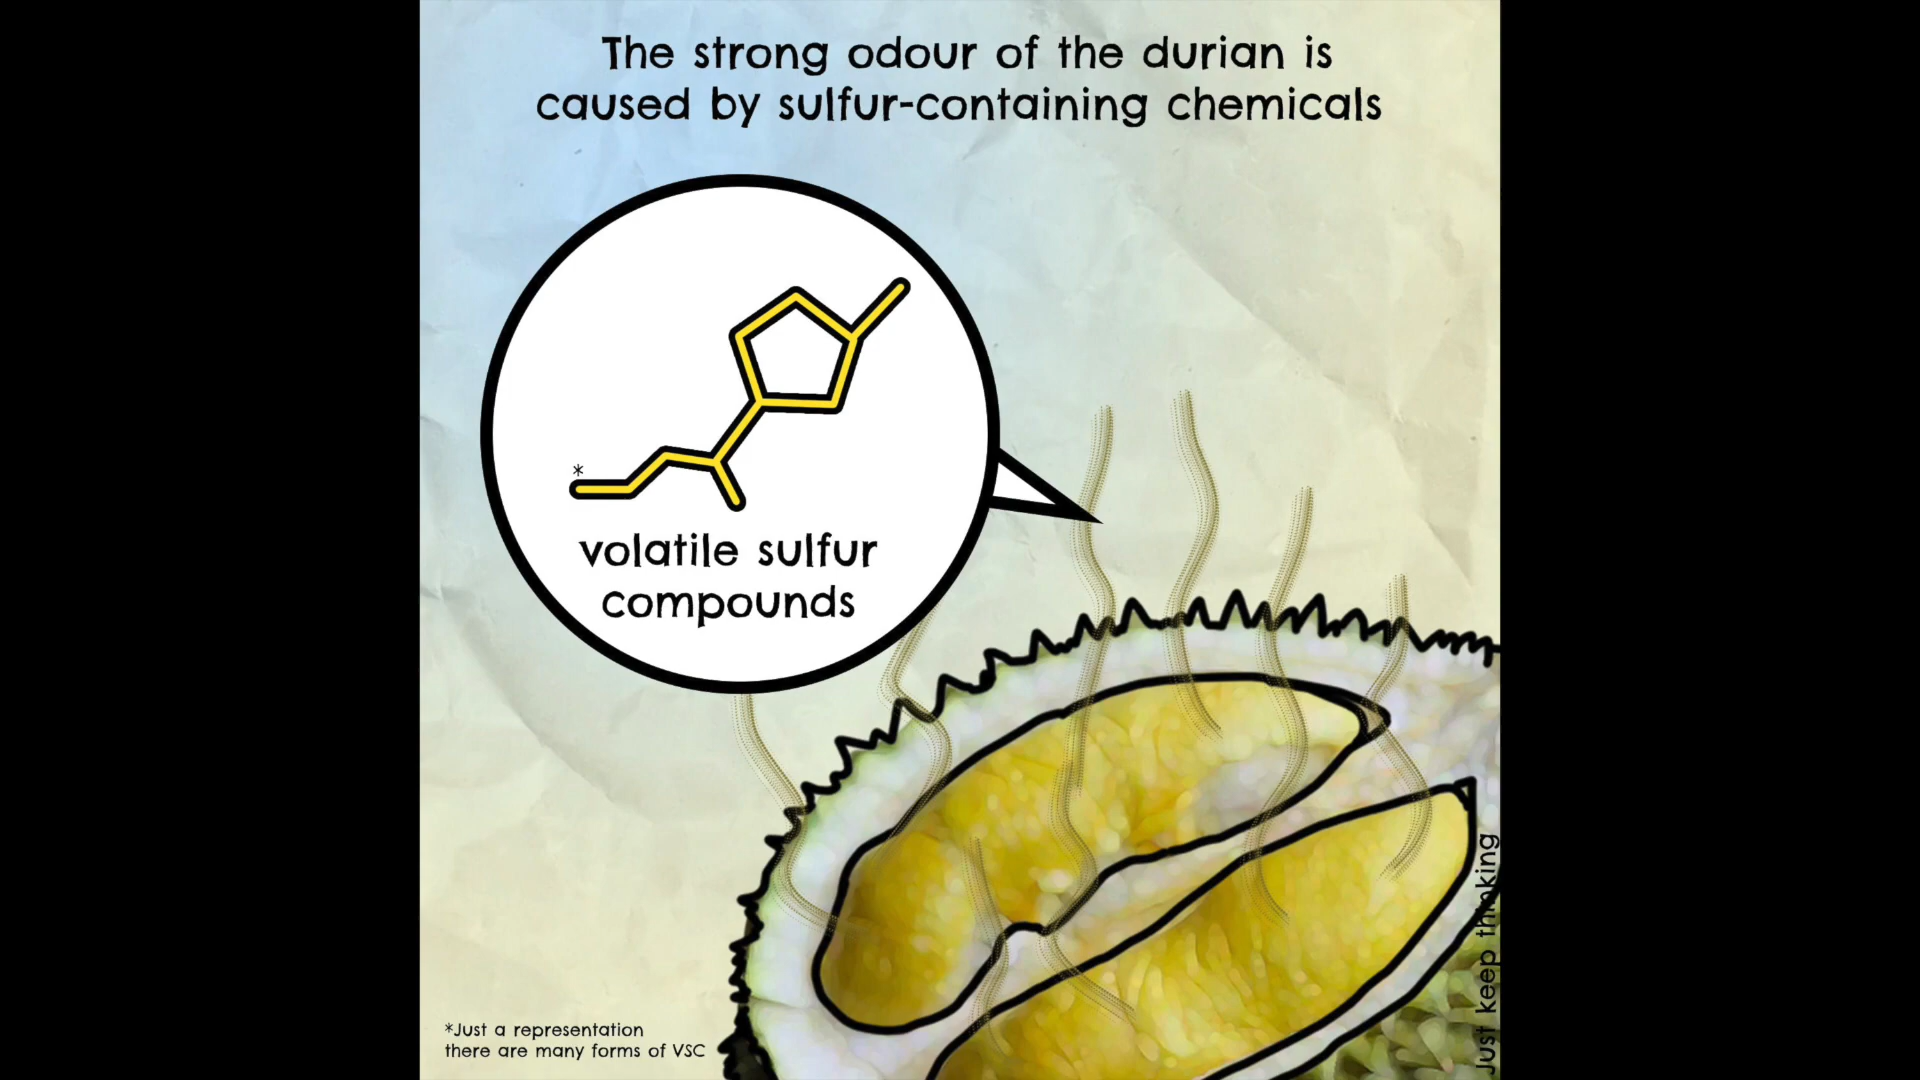 The strong odour of the durian is
caused by sulfur-containing chemicals
*
volatile sulfur
compounds
*Just a representation
there are many forms of VSC
Just keep thinking